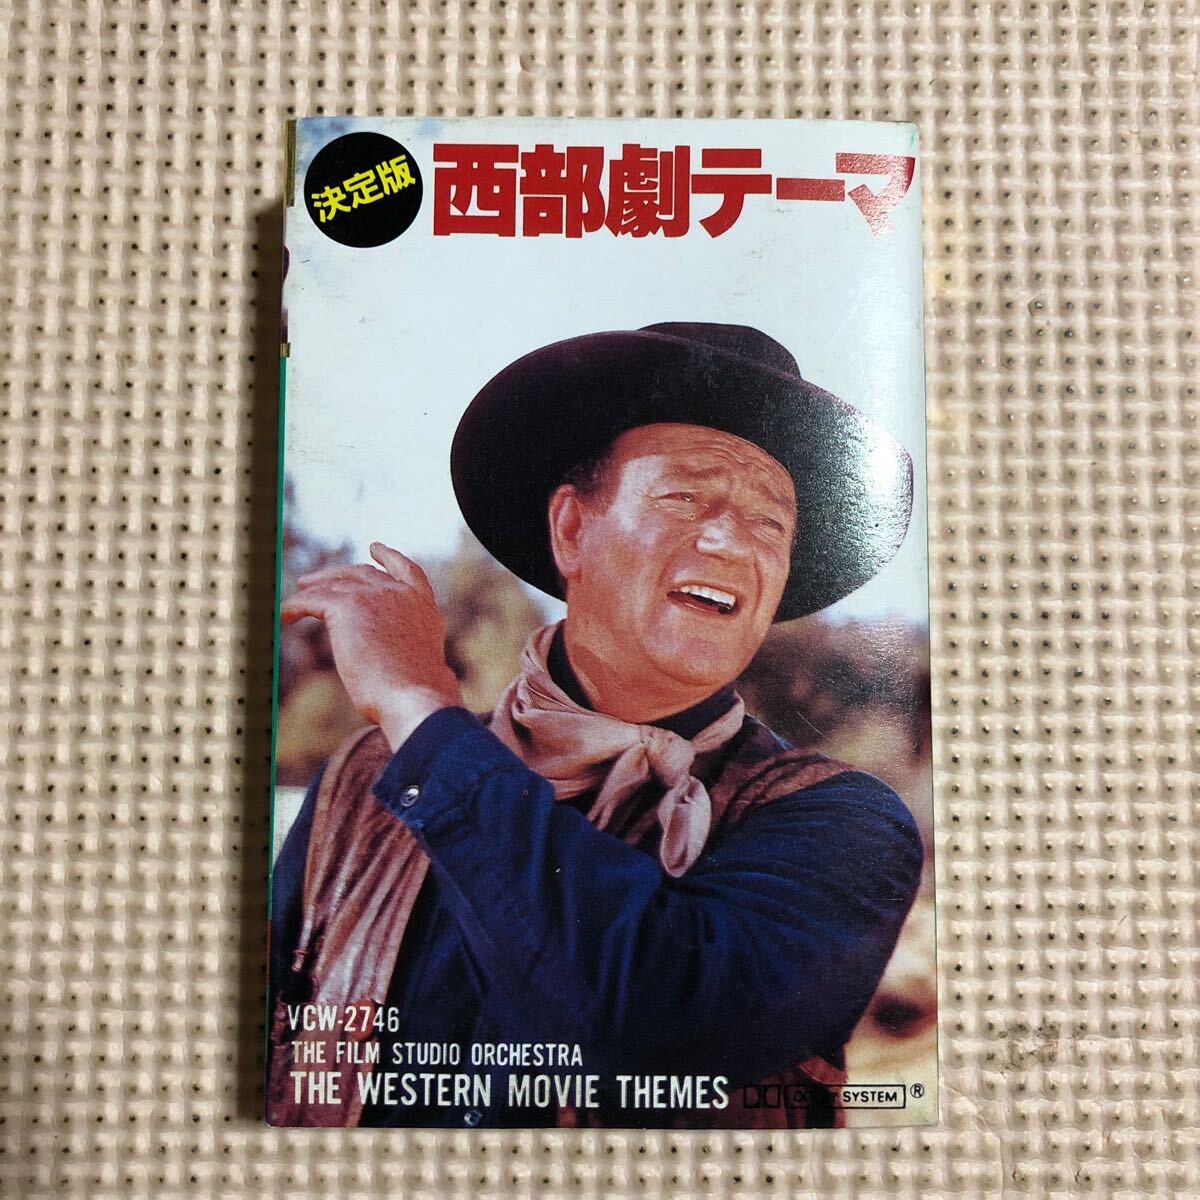 決定版
西部劇テーマ
VCW-2746
THE FILM STUDIO ORCHESTRA
THE WESTERN MOVIE THEMES
DOLBY SYSTEM ®